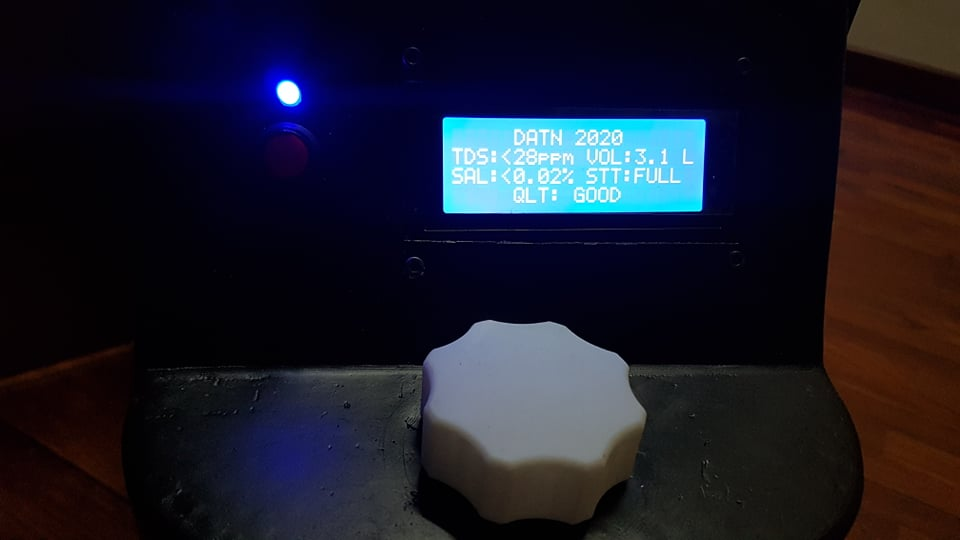 DATN 2020
TDS:<28ppm VOL:3.1 L
SAL:<0.02% STT:FULL
QLT: GOOD